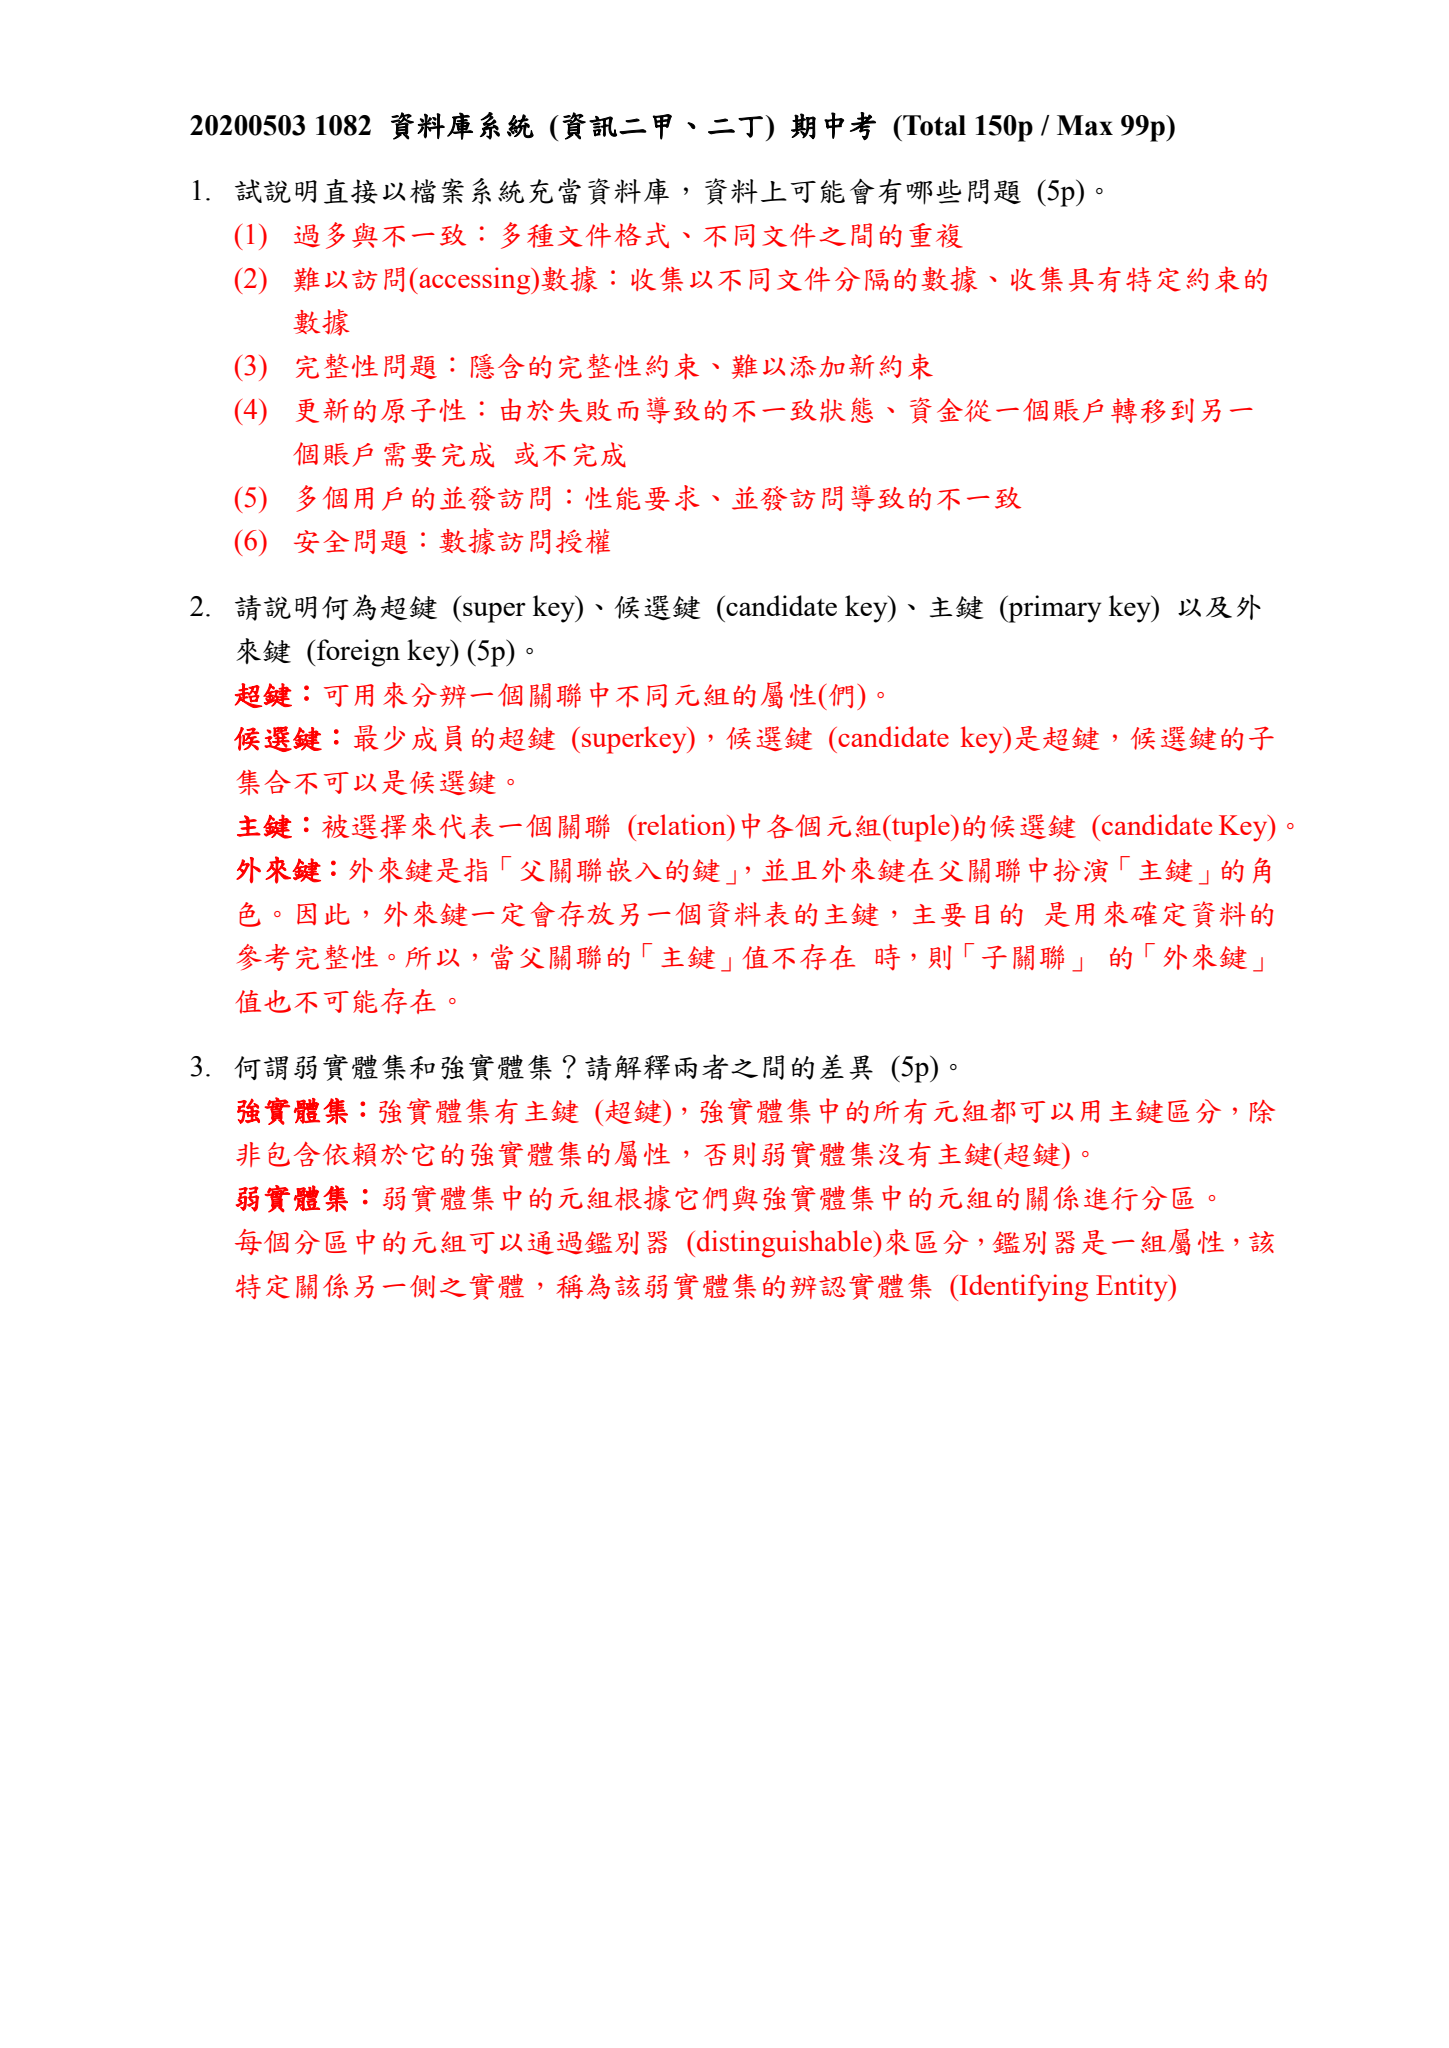 20200503 1082 資料庫系統 (資訊二甲、二丁) 期中考 (Total 150p / Max 99p)
1. 試說明直接以檔案系統充當資料庫，資料上可能會有哪些問題 (5p)。
(1) 過多與不一致：多種文件格式、不同文件之間的重複
(2) 難以訪問(accessing)數據：收集以不同文件分隔的數據、收集具有特定約束的
數據
(3) 完整性問題：隱含的完整性約束、難以添加新約束
(4) 更新的原子性：由於失敗而導致的不一致狀態、資金從一個賬戶轉移到另一
個賬戶需要完成 或不完成
(5) 多個用戶的並發訪問：性能要求、並發訪問導致的不一致
(6) 安全問題：數據訪問授權
2. 請說明何為超鍵 (super key)、候選鍵 (candidate key)、主鍵 (primary key) 以及外
來鍵 (foreign key) (5p)。
超鍵：可用來分辨一個關聯中不同元組的屬性(們)。
候選鍵：最少成員的超鍵 (superkey)，候選鍵 (candidate key)是超鍵，候選鍵的子
集合不可以是候選鍵。
主鍵：被選擇來代表一個關聯 (relation)中各個元組(tuple)的候選鍵 (candidate Key)。
外來鍵：外來鍵是指「父關聯嵌入的鍵」，並且外來鍵在父關聯中扮演「主鍵」的角
色。因此，外來鍵一定會存放另一個資料表的主鍵，主要目的 是用來確定資料的
參考完整性。所以，當父關聯的「主鍵」值不存在 時，則「子關聯」 的「外來鍵」
值也不可能存在。
3. 何謂弱實體集和強實體集？請解釋兩者之間的差異 (5p)。
強實體集：強實體集有主鍵 (超鍵)，強實體集中的所有元組都可以用主鍵區分，除
非包含依賴於它的強實體集的屬性，否則弱實體集沒有主鍵(超鍵)。
弱實體集：弱實體集中的元組根據它們與強實體集中的元組的關係進行分區。
每個分區中的元組可以通過鑑別器 (distinguishable)來區分，鑑別器是一組屬性，該
特定關係另一側之實體，稱為該弱實體集的辨認實體集 (Identifying Entity)